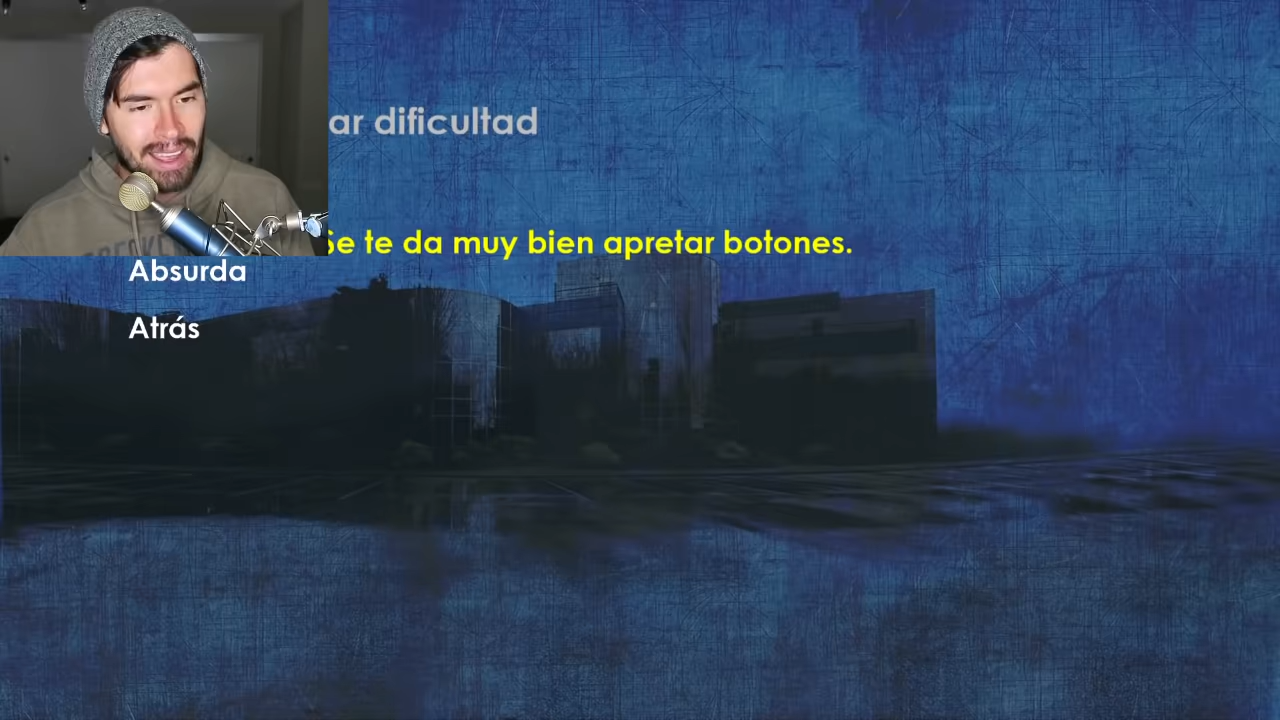 ar dificultad
Se te da muy bien apretar botones.
Absurda
Atrás